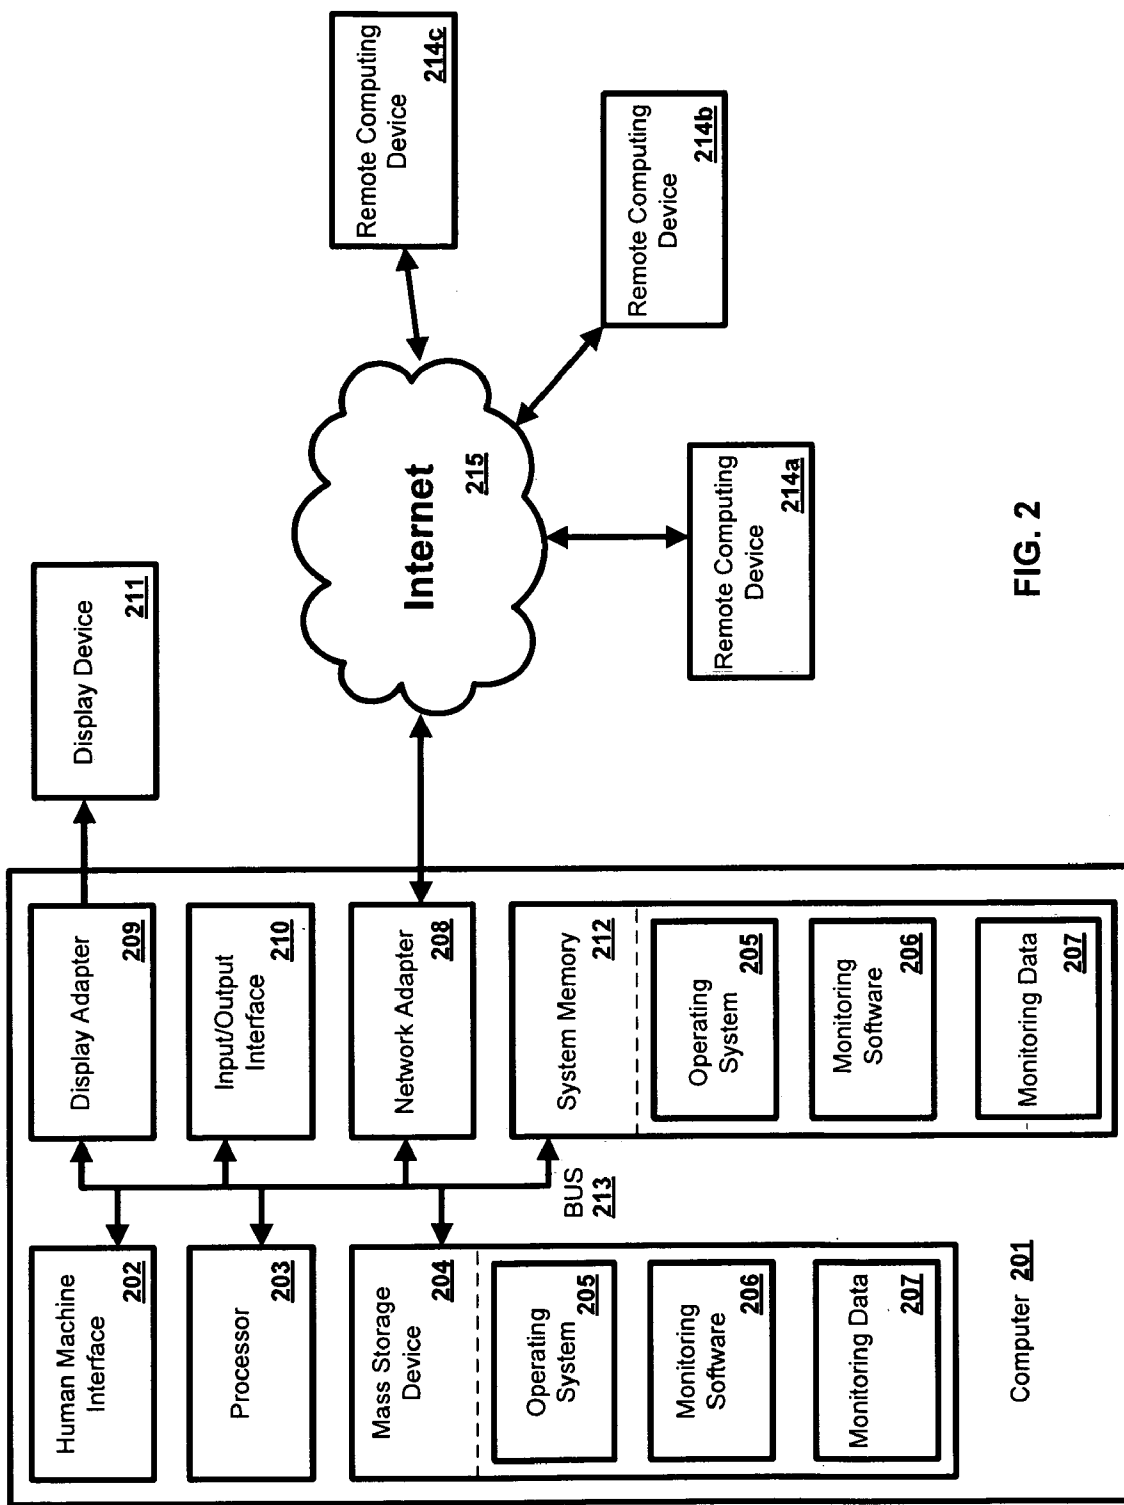 Human Machine
Interface
202
Processor
203
Mass Storage
Device
204
Operating
System
205
Monitoring
Software
206
Monitoring Data
207
Computer 201
BUS
213
Display Adapter
209
Input/Output
Interface
210
Network Adapter
208
System Memory
212
Operating
System
205
Monitoring
Software
206
Monitoring Data
207
Display Device
211
Internet
215
Remote Computing
Device
214a
Remote Computing
Device
214b
Remote Computing
Device
214c
FIG. 2